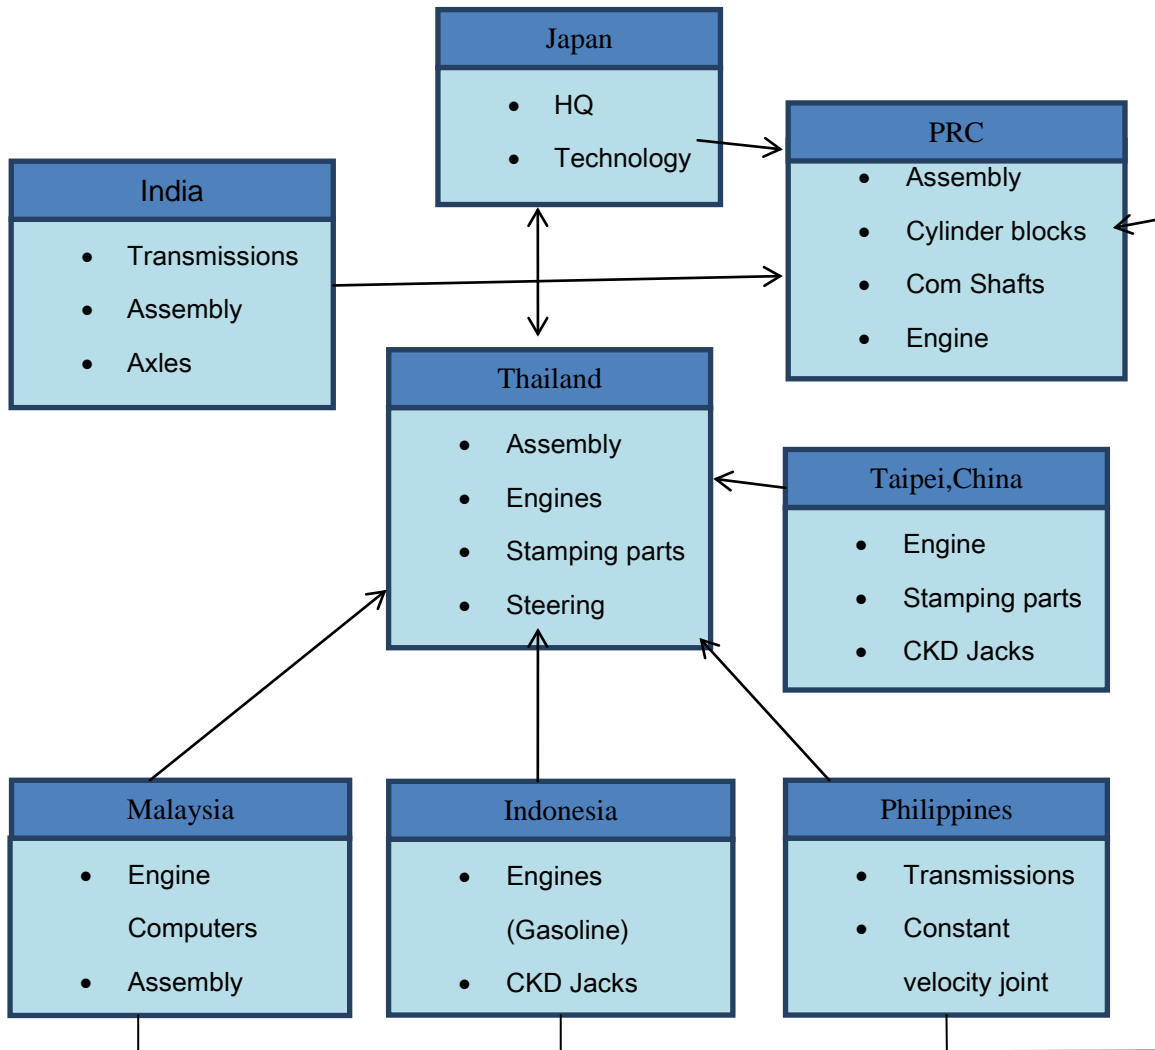 Japan
HQ
Technology
PRC
Assembly
Cylinder blocks
Com Shafts
Engine
India
Transmissions
Assembly
Axles
Thailand
Assembly
Engines
Stamping parts
Steering
Taipei,China
Engine
Stamping parts
CKD Jacks
Malaysia
Engine
Computers
Assembly
Indonesia
Engines
(Gasoline)
CKD Jacks
Philippines
Transmissions
Constant
velocity joint